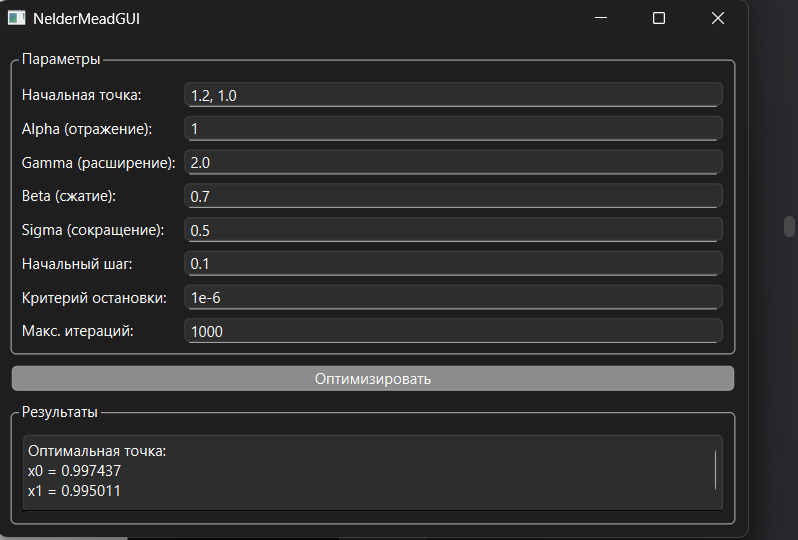 NelderMeadGUI
Параметры
Начальная точка: 1.2, 1.0
Alpha (отражение): 1
Gamma (расширение): 2.0
Beta (сжатие): 0.7
Sigma (сокращение): 0.5
Начальный шаг: 0.1
Критерий остановки: 1e-6
Макс. итераций: 1000
Оптимизировать
Результаты
Оптимальная точка:
x0 = 0.997437
x1 = 0.995011